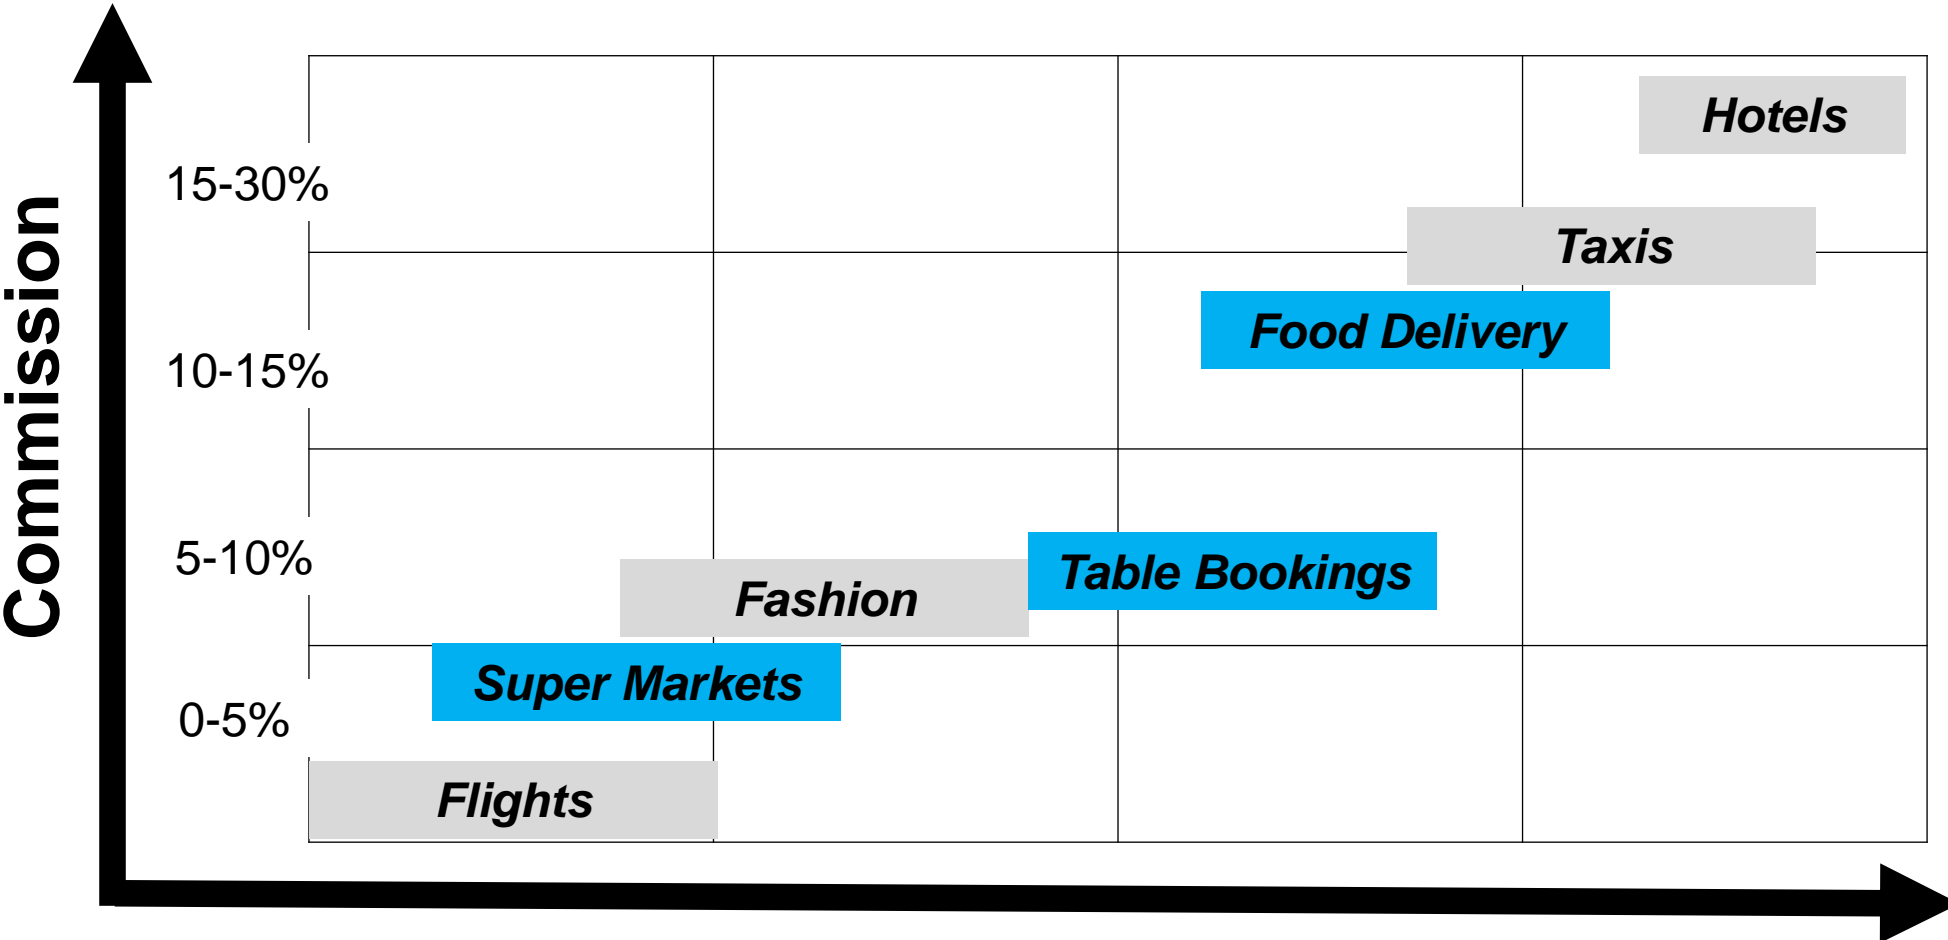 Commission
Hotels
15-30%
Taxis
Food Delivery
10-15%
5-10%
Table Bookings
Fashion
Super Markets
0-5%
Flights